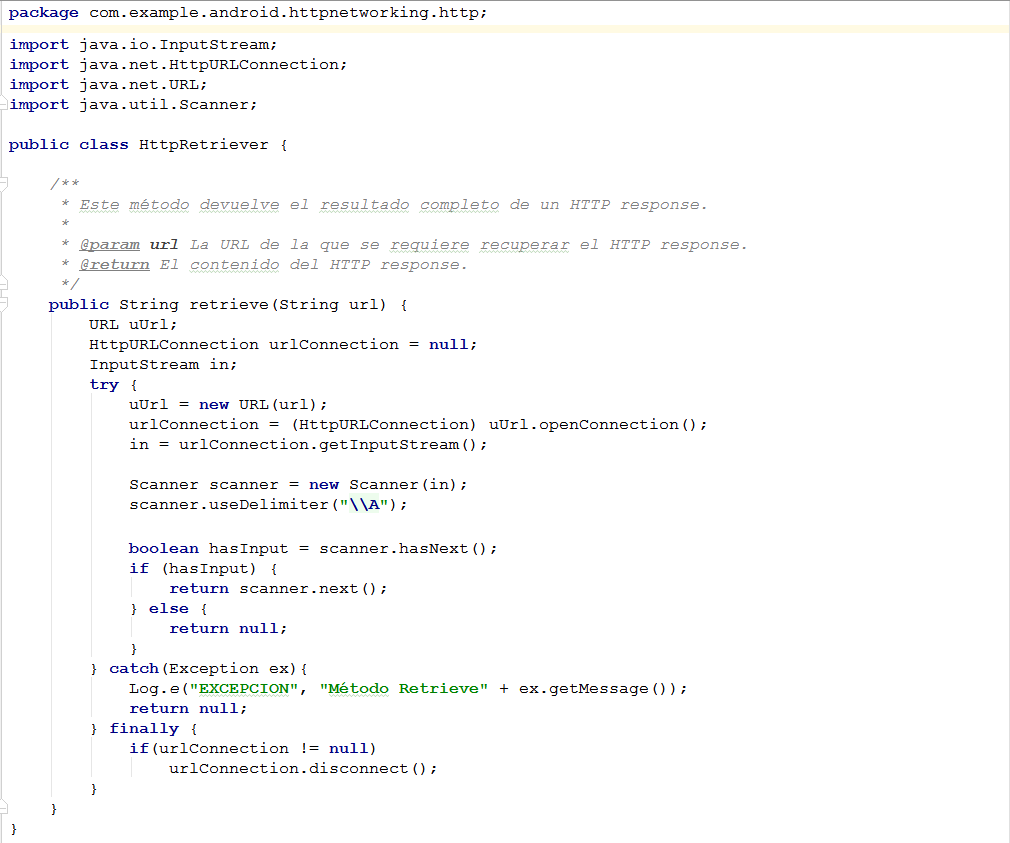 package com.example.android.httpnetworking.http;
import java.io.InputStream;
import java.net.HttpURLConnection;
import java.net.URL;
import java.util.Scanner;
public class HttpRetriever {
/**
* Este método devuelve el resultado completo de un HTTP response.
*
* @param url La URL de la que se requiere recuperar el HTTP response.
* @return El contenido del HTTP response.
*/
public String retrieve(String url) {
URL uUrl;
HttpURLConnection urlConnection = null;
InputStream in;
try {
uUrl = new URL(url);
urlConnection = (HttpURLConnection) uUrl.openConnection();
in = urlConnection.getInputStream();
Scanner scanner = new Scanner(in);
scanner.useDelimiter("\\A");
boolean hasInput = scanner.hasNext();
if (hasInput) {
return scanner.next();
} else {
return null;
}
} catch(Exception ex){
Log.e("EXCEPCION", "Método Retrieve" + ex.getMessage());
return null;
} finally {
if(urlConnection != null)
urlConnection.disconnect();
}
}
}